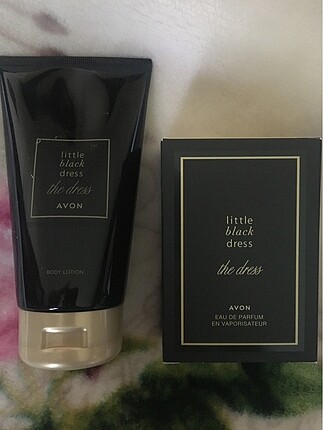 little
black
dress
the dress
AVON
BODY LOTION
little
black
dress
the dress
AVON
EAU DE PARFUM
EN VAPORISATEUR